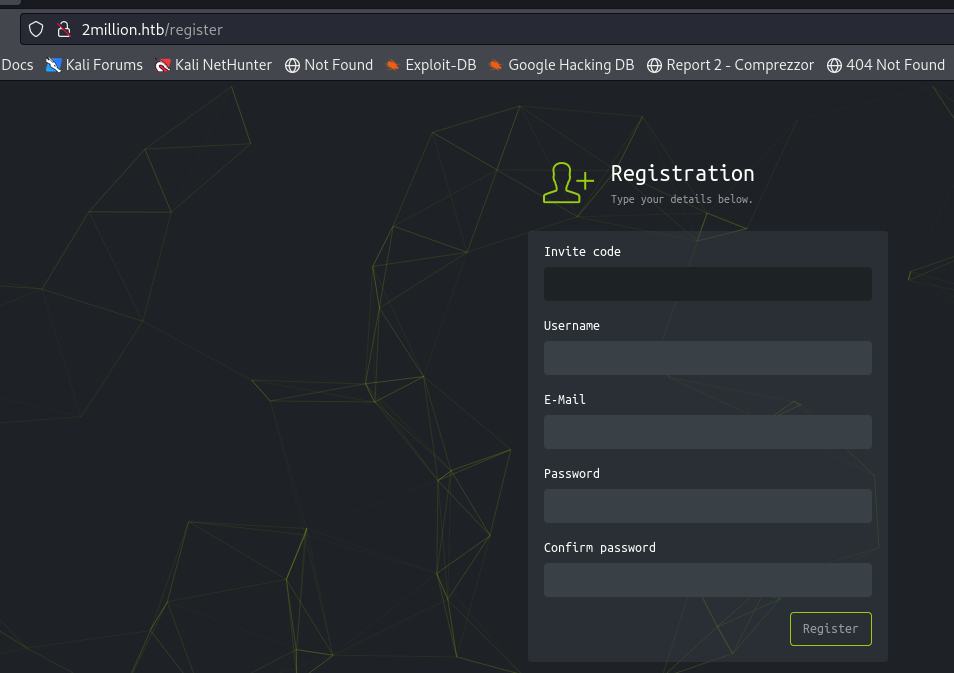 2million.htb/register
Docs Kali Forums Kali NetHunter Not Found Exploit-DB Google Hacking DB Report 2 - Comprezzor 404 Not Found
Registration
Type your details below.
Invite code
Username
E-Mail
Password
Confirm password
Register